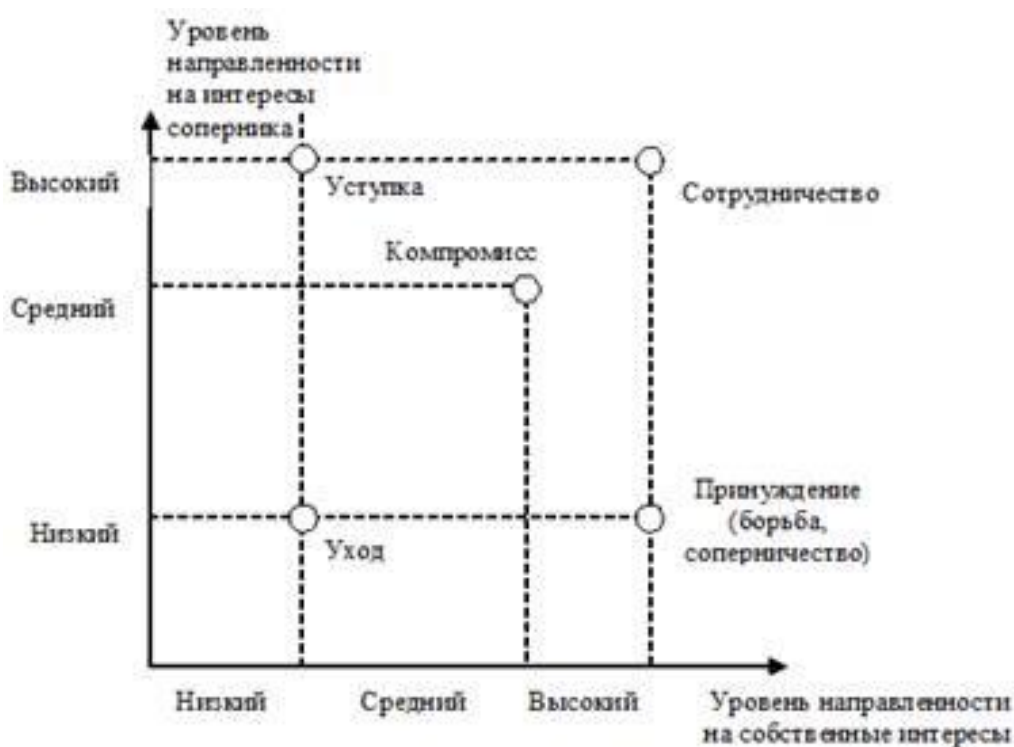 Уровень
направленности
на интересы
соперника
Высокий
Уступка
Сотрудничество
Компромисс
Средний
Принуждение
(борьба,
соперничество)
Низкий
Уход
Низкий
Средний
Высокий
Уровень направленности
на собственные интересы